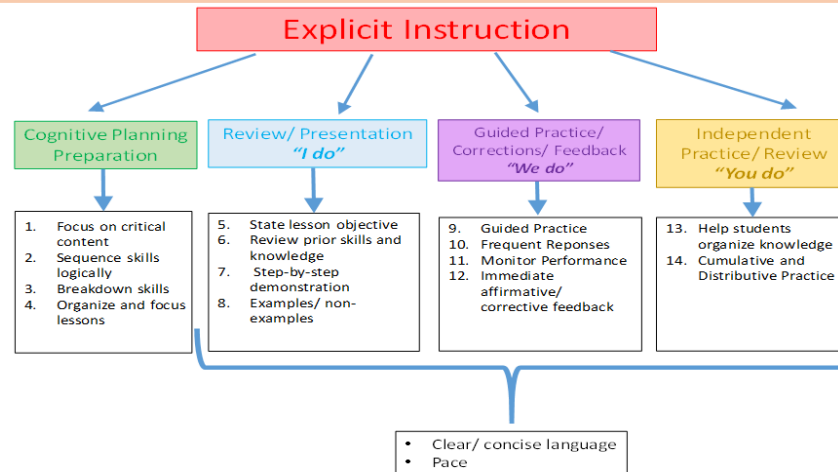 Explicit Instruction
Cognitive Planning
Preparation
1. Focus on critical
content
2. Sequence skills
logically
3. Breakdown skills
4. Organize and focus
lessons
Review/ Presentation
“I do”
5. State lesson objective
6. Review prior skills and
knowledge
7. Step-by-step
demonstration
8. Examples/ non-
examples
Guided Practice/
Corrections/ Feedback
“We do”
9. Guided Practice
10. Frequent Reponses
11. Monitor Performance
12. Immediate
affirmative/
corrective feedback
Independent
Practice/ Review
“You do”
13. Help students
organize knowledge
14. Cumulative and
Distributive Practice
• Clear/ concise language
• Pace